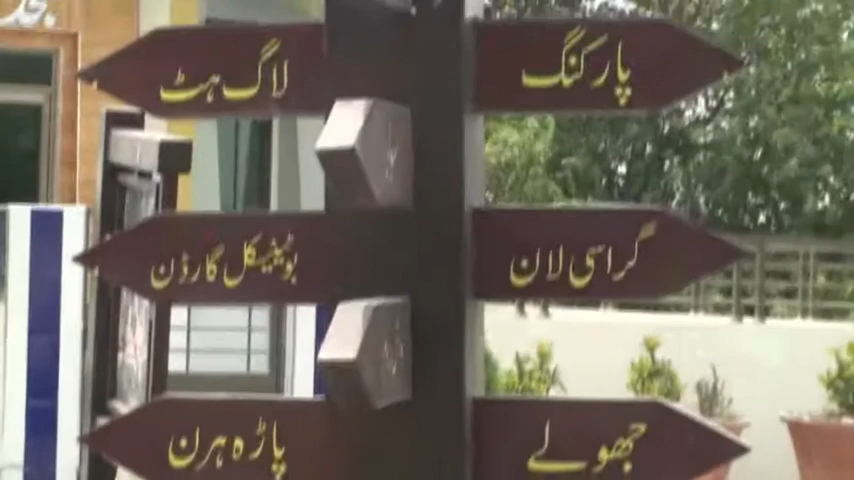 پارکنگ
لاگ ہٹ
گراسی لان
بوٹینیکل گارڈن
جھولے
پاڑہ ہرن